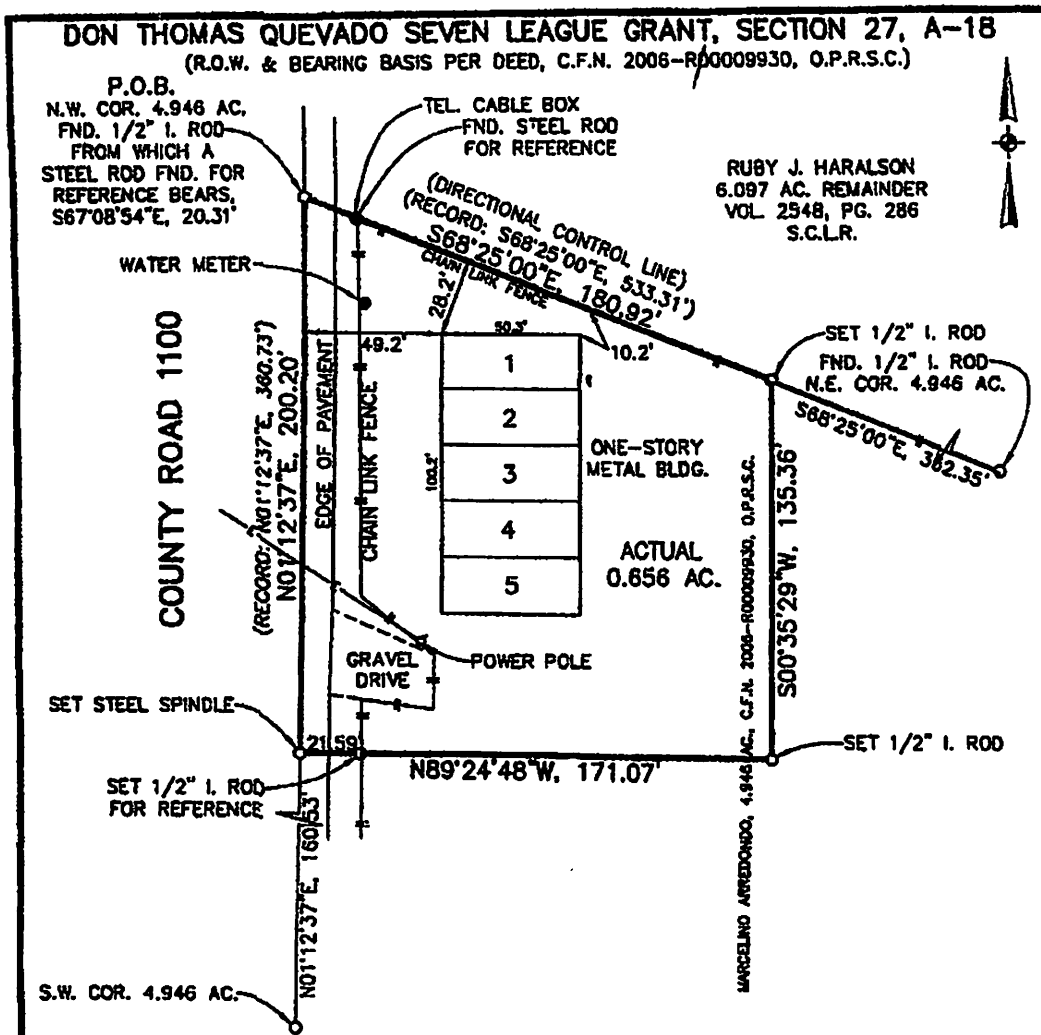 DON THOMAS QUEVADO SEVEN LEAGUE GRANT, SECTION 27, A-18
(R.O.W. & BEARING BASIS PER DEED, C.F.N. 2006-R00009930, O.P.R.S.C.)
P.O.B.
N.W. COR. 4.946 AC.
FND. 1/2" I. ROD
FROM WHICH A
STEEL ROD FND. FOR
REFERENCE BEARS,
S67°08'54"E, 20.31'
TEL. CABLE BOX
FND. STEEL ROD
FOR REFERENCE
RUBY J. HARALSON
6.097 AC. REMAINDER
VOL. 2548, PG. 286
S.C.L.R.
(DIRECTIONAL CONTROL LINE)
(RECORD: S68°25'00"E, 533.31')
S68°25'00"E, 180.92'
CHAIN LINK FENCE
WATER METER
28.2'
50.3'
10.2'
49.2'
SET 1/2" I. ROD
FND. 1/2" I. ROD
N.E. COR. 4.946 AC.
S68°25'00"E, 352.35'
COUNTY ROAD 1100
(RECORD: N01°12'37"E, 360.73')
N01°12'37"E, 200.20'
EDGE OF PAVEMENT
CHAIN LINK FENCE
100.2'
1
2
3
4
5
ONE-STORY
METAL BLDG.
ACTUAL
0.656 AC.
MARCELINO ARREDONDO, 4.946 AC., C.F.N. 2006-R00009930, O.P.R.S.C.
S00°35'29"W, 135.36'
POWER POLE
GRAVEL
DRIVE
SET STEEL SPINDLE
21.59'
N89°24'48"W, 171.07'
SET 1/2" I. ROD
SET 1/2" I. ROD
FOR REFERENCE
N01°12'37"E, 160.53'
S.W. COR. 4.946 AC.